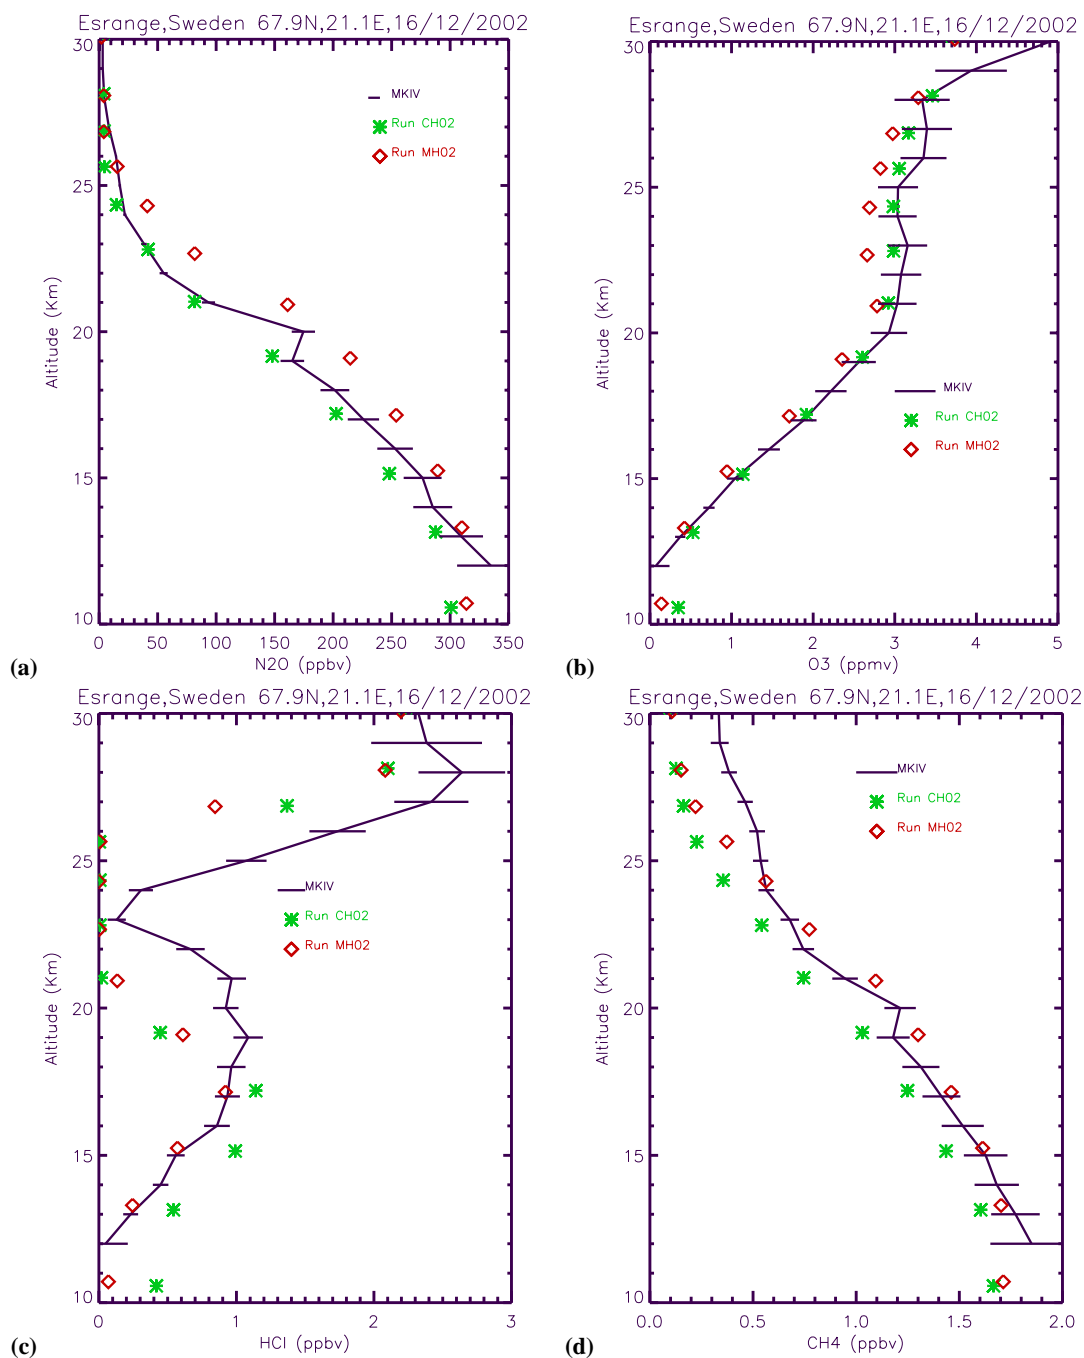 Esrange,Sweden 67.9N,21.1E,16/12/2002
30
25
20
15
10
Altitude (Km)
MKIV
Run CH02
Run MH02
0 50 100 150 200 250 300 350
N2O (ppbv)
(a)
Esrange,Sweden 67.9N,21.1E,16/12/2002
30
25
20
15
10
Altitude (Km)
MKIV
Run CH02
Run MH02
0 1 2 3 4 5
O3 (ppmv)
(b)
Esrange,Sweden 67.9N,21.1E,16/12/2002
30
25
20
15
10
Altitude (Km)
MKIV
Run CH02
Run MH02
0 1 2 3
HCl (ppbv)
(c)
Esrange,Sweden 67.9N,21.1E,16/12/2002
30
25
20
15
10
Altitude (Km)
MKIV
Run CH02
Run MH02
0.0 0.5 1.0 1.5 2.0
CH4 (ppbv)
(d)